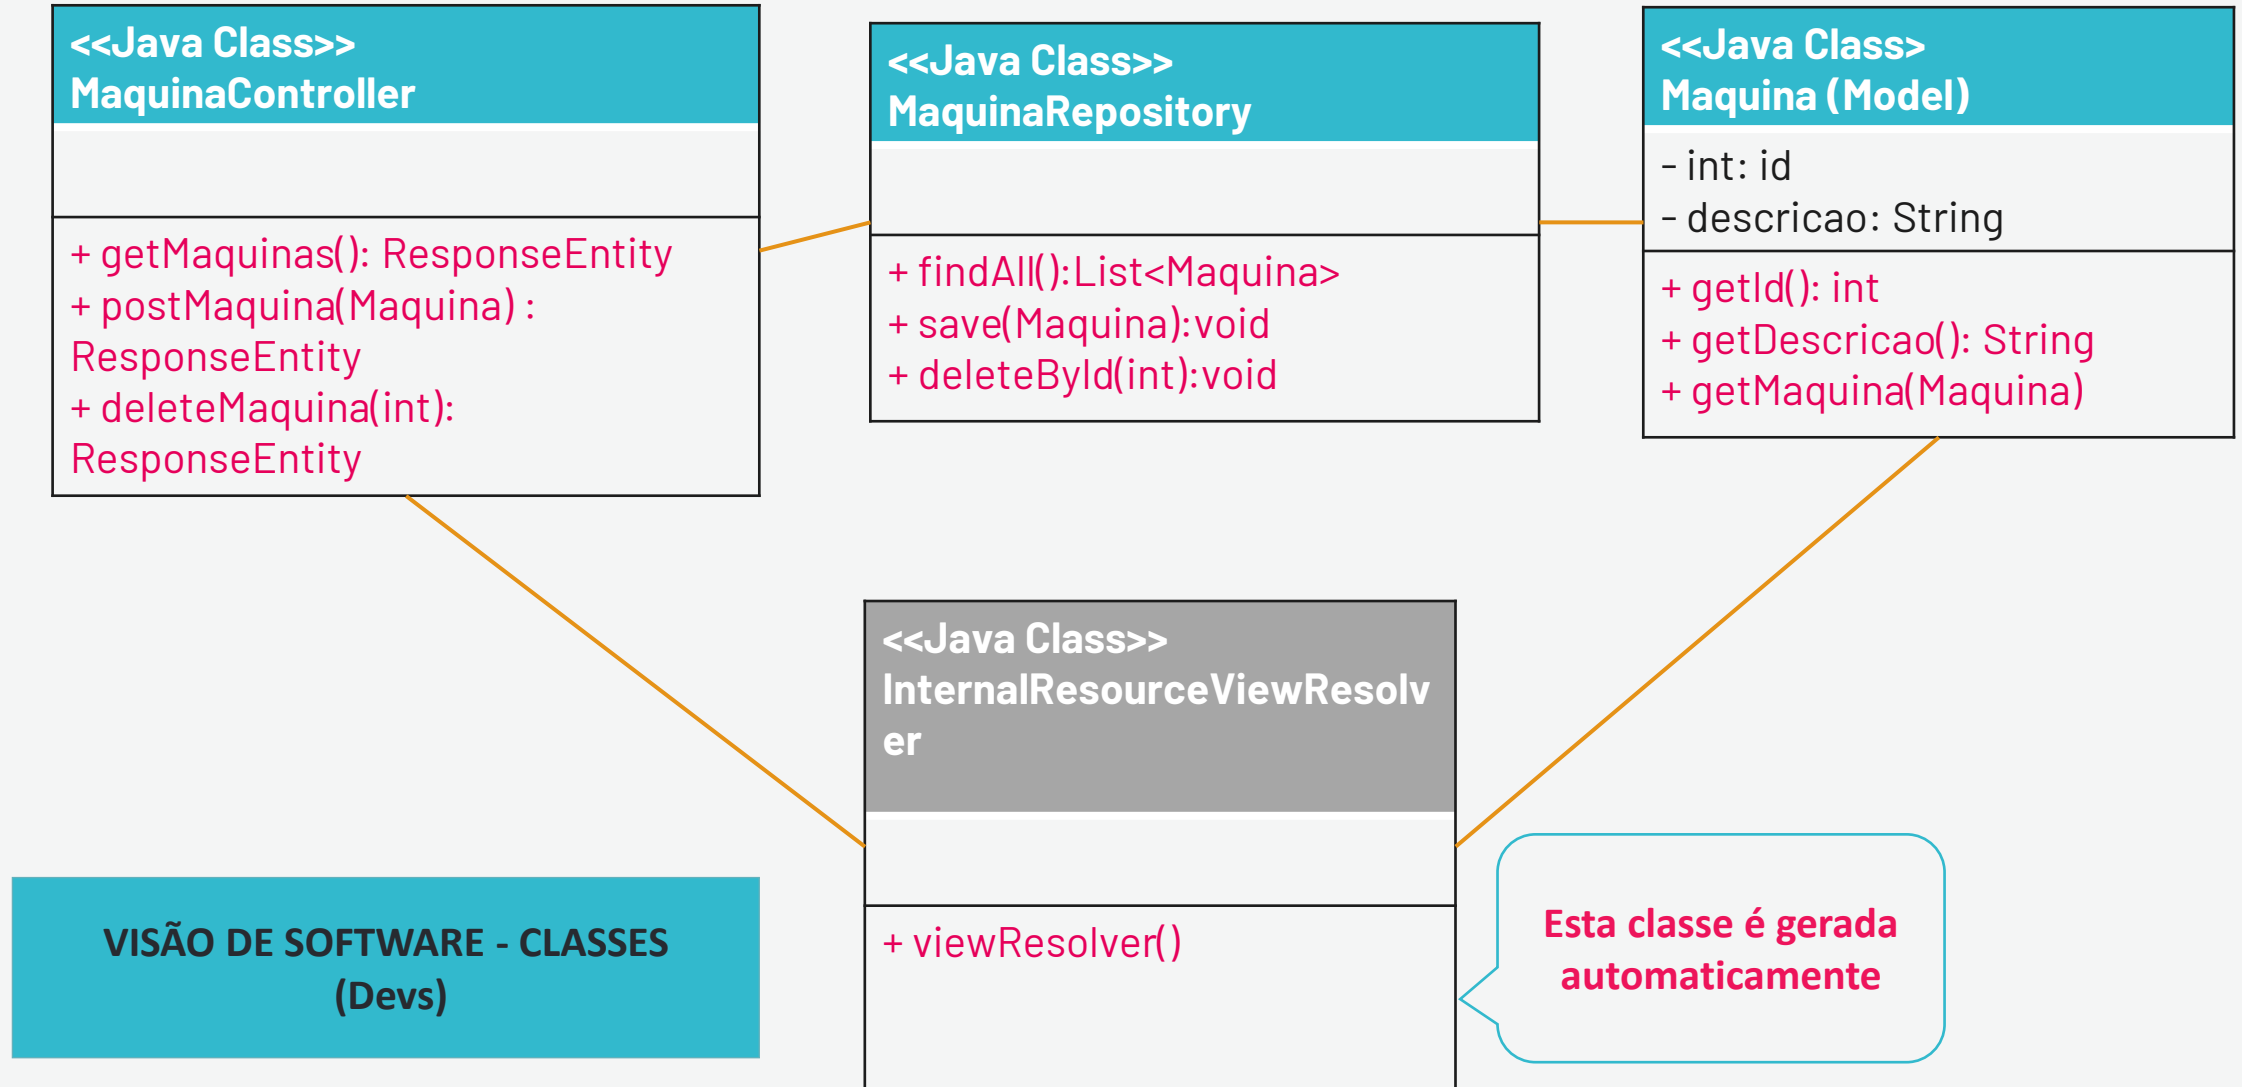 <<Java Class>>
MaquinaController
+ getMaquinas(): ResponseEntity
+ postMaquina(Maquina) :
ResponseEntity
+ deleteMaquina(int):
ResponseEntity
<<Java Class>>
MaquinaRepository
+ findAll():List<Maquina>
+ save(Maquina):void
+ deleteById(int):void
<<Java Class>
Maquina (Model)
- int: id
- descricao: String
+ getId(): int
+ getDescricao(): String
+ getMaquina(Maquina)
<<Java Class>>
InternalResourceViewResolv
er
+ viewResolver()
VISÃO DE SOFTWARE - CLASSES
(Devs)
Esta classe é gerada
automaticamente